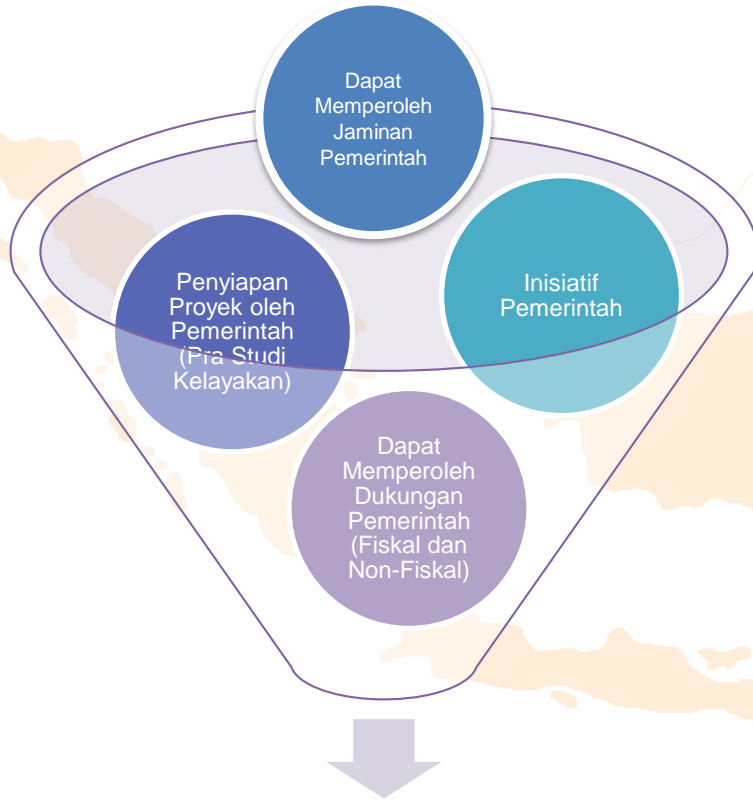 Dapat
Memperoleh
Jaminan
Pemerintah
Penyiapan
Proyek oleh
Pemerintah
(Pra Studi
Kelayakan)
Inisiatif
Pemerintah
Dapat
Memperoleh
Dukungan
Pemerintah
(Fiskal dan
Non-Fiskal)